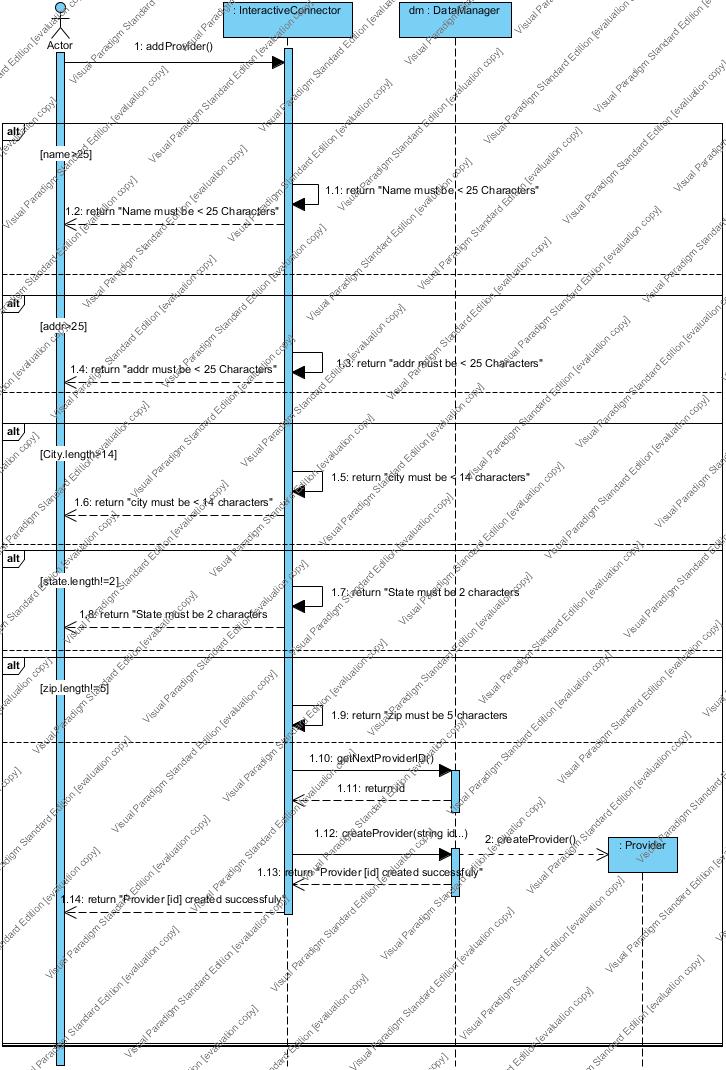 : InteractiveConnector
dm : DataManager
Actor
1: addProvider()
alt
[name>25]
1.1: return "Name must be < 25 Characters"
1.2: return "Name must be < 25 Characters"
alt
[addr>25]
1.3: return "addr must be < 25 Characters"
1.4: return "addr must be < 25 Characters"
alt
[City.length>14]
1.5: return "city must be < 14 characters"
1.6: return "city must be < 14 characters"
alt
[state.length!=2]
1.7: return "State must be 2 characters
1.8: return "State must be 2 characters
alt
[zip.length!=5]
1.9: return "zip must be 5 characters
1.10: getNextProviderID()
1.11: return id
1.12: createProvider(string id...)
2: createProvider()
: Provider
1.13: return "Provider [id] created successfuly"
1.14: return "Provider [id] created successfuly"
Visual Paradigm Standard Edition [evaluation copy]